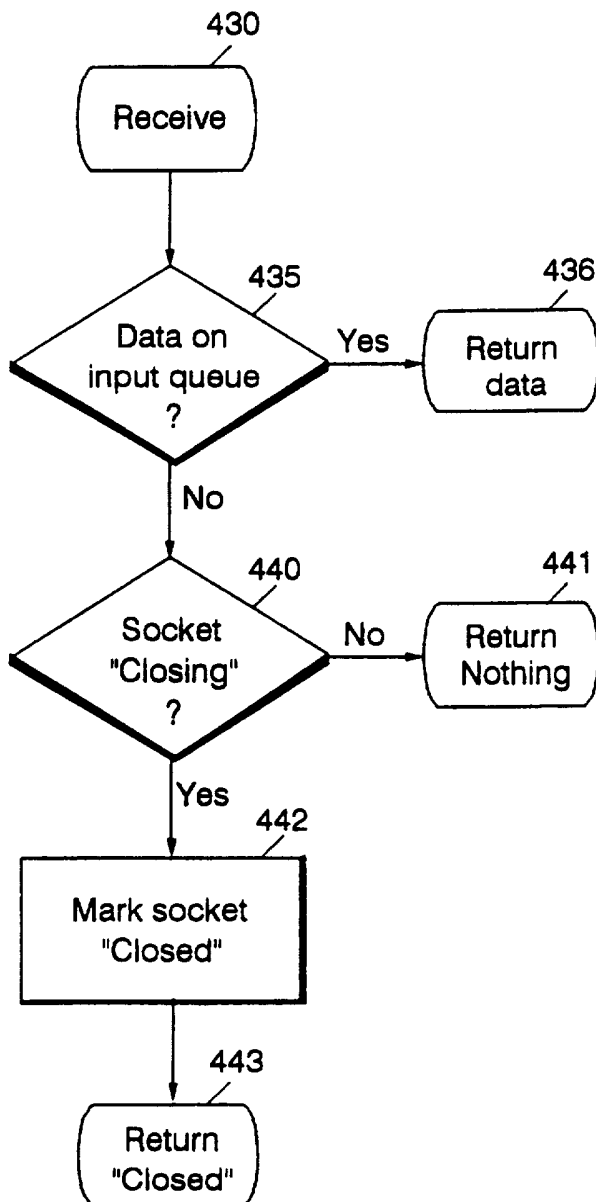 430
Receive
435
Data on
input queue
?
Yes
436
Return
data
No
440
Socket
"Closing"
?
No
441
Return
Nothing
Yes
442
Mark socket
"Closed"
443
Return
"Closed"